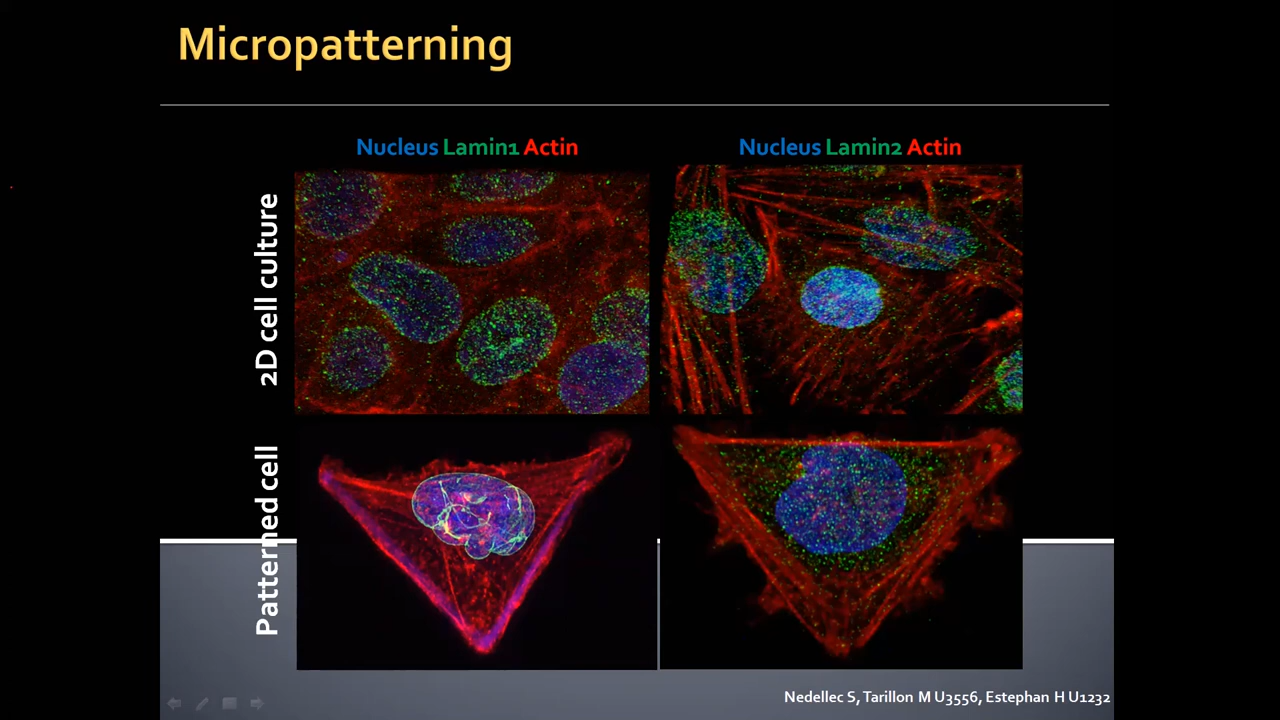 Micropatterning
Nucleus Lamin1 Actin
Nucleus Lamin2 Actin
2D cell culture
Patterned cell
Nedellec S, Tarillon M U3556, Estephan H U1232